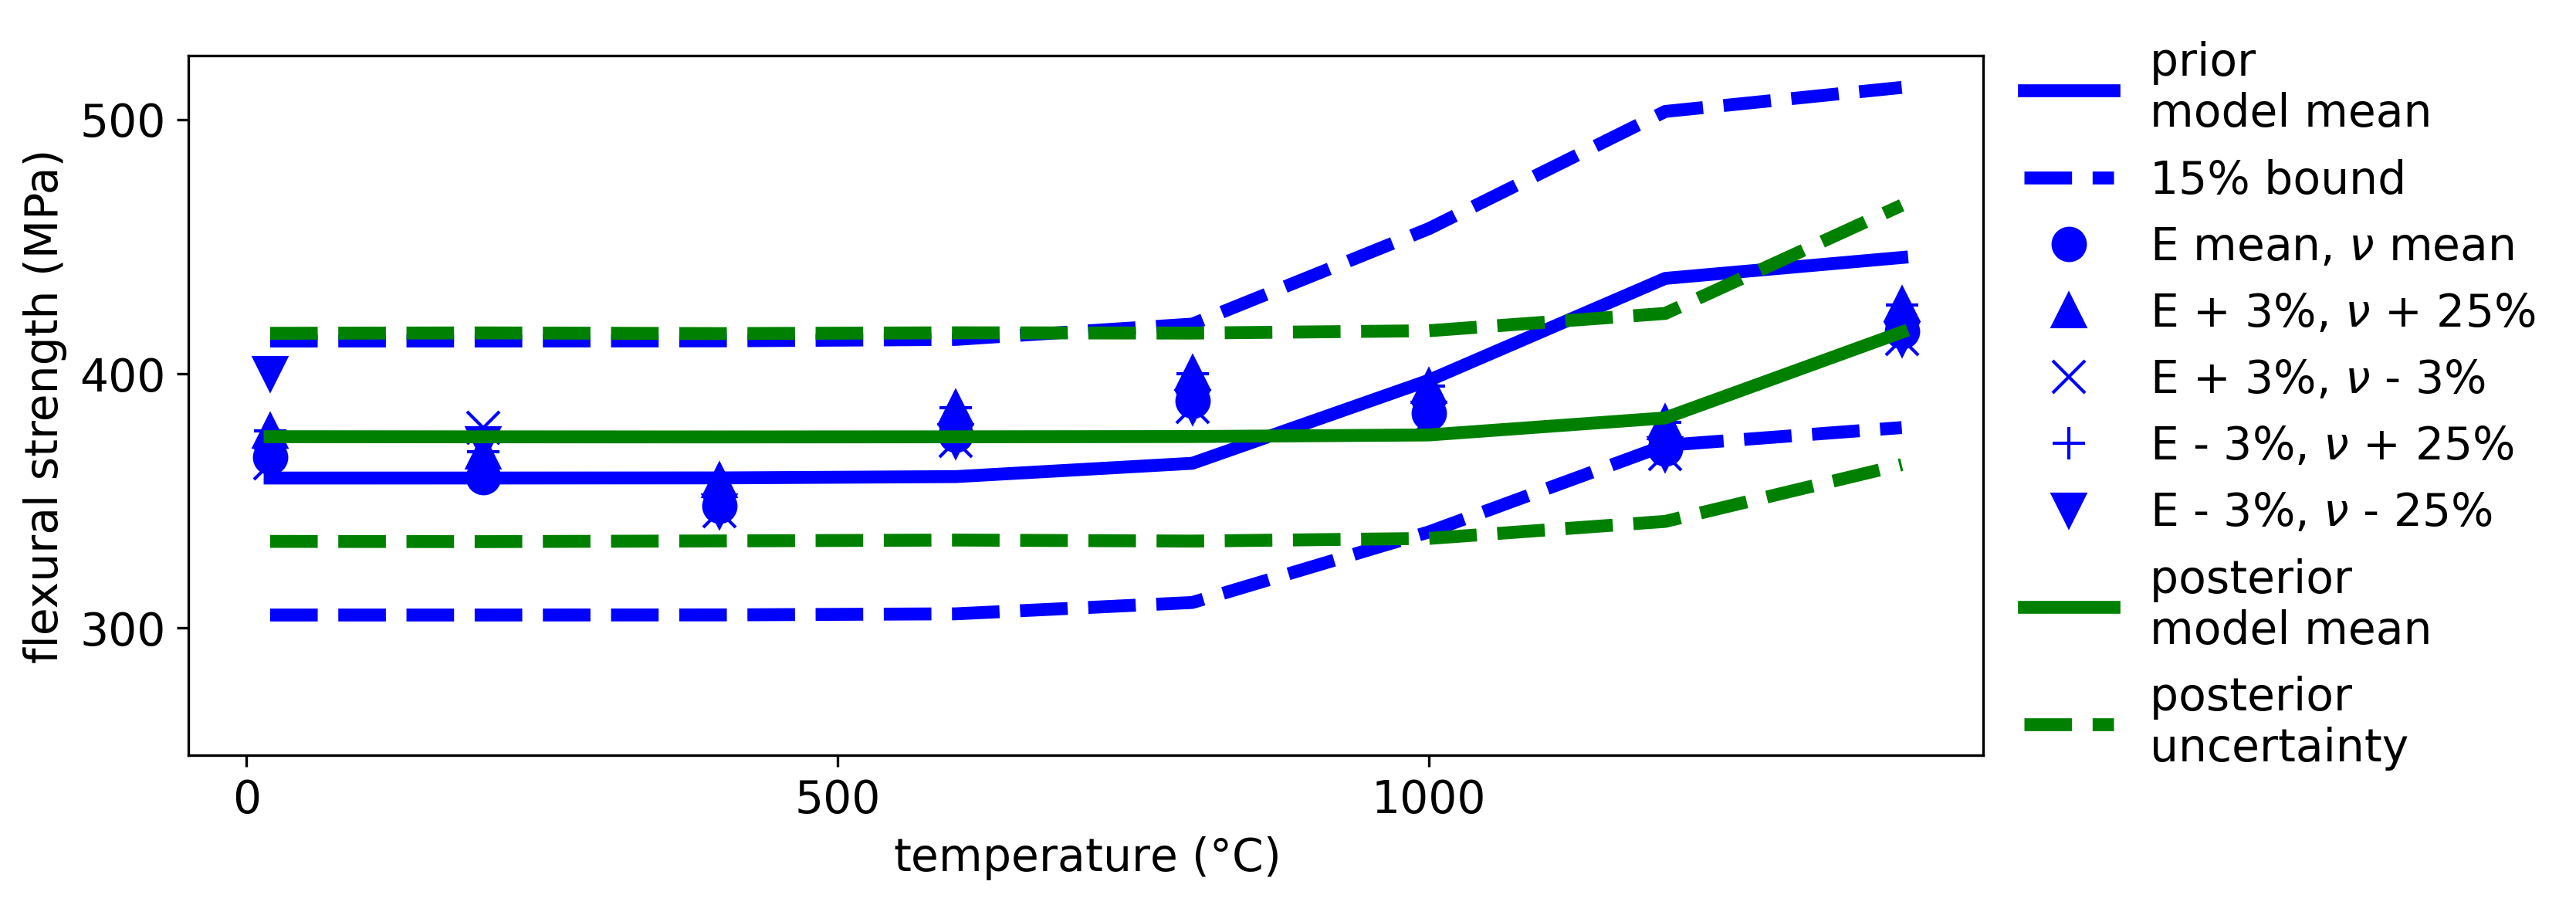 flexural strength (MPa)
500
400
300
0
500
1000
temperature (°C)
prior
model mean
15% bound
E mean, ν mean
E + 3%, ν + 25%
E + 3%, ν - 3%
E - 3%, ν + 25%
E - 3%, ν - 25%
posterior
model mean
posterior
uncertainty